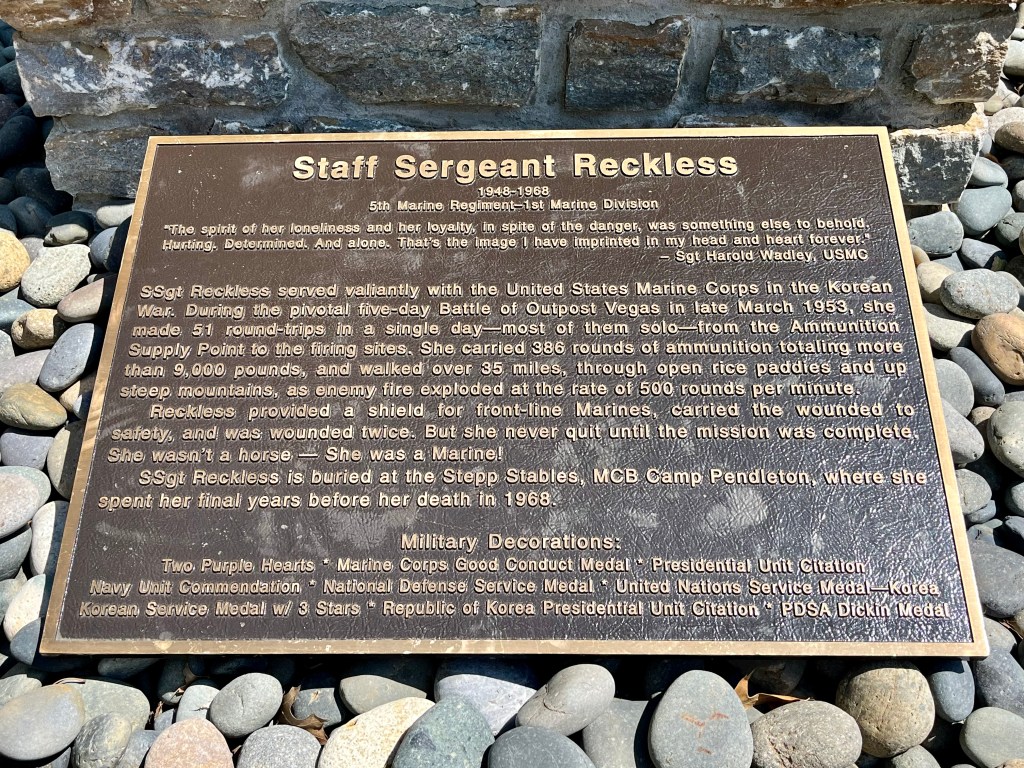 Staff Sergeant Reckless
1948-1968
5th Marine Regiment–1st Marine Division
"The spirit of her loneliness and her loyalty, in spite of the danger, was something else to behold.
Hurting. Determined. And alone. That's the image I have imprinted in my head and heart forever."
– Sgt Harold Wadley, USMC
SSgt Reckless served valiantly with the United States Marine Corps in the Korean
War. During the pivotal five-day Battle of Outpost Vegas in late March 1953, she
made 51 round-trips in a single day—most of them solo—from the Ammunition
Supply Point to the firing sites. She carried 386 rounds of ammunition totaling more
than 9,000 pounds, and walked over 35 miles, through open rice paddies and up
steep mountains, as enemy fire exploded at the rate of 500 rounds per minute.
Reckless provided a shield for front-line Marines, carried the wounded to
safety, and was wounded twice. But she never quit until the mission was complete.
She wasn't a horse — She was a Marine!
SSgt Reckless is buried at the Stepp Stables, MCB Camp Pendleton, where she
spent her final years before her death in 1968.
Military Decorations:
Two Purple Hearts * Marine Corps Good Conduct Medal * Presidential Unit Citation
Navy Unit Commendation * National Defense Service Medal * United Nations Service Medal—Korea
Korean Service Medal w/ 3 Stars * Republic of Korea Presidential Unit Citation * PDSA Dickin Medal